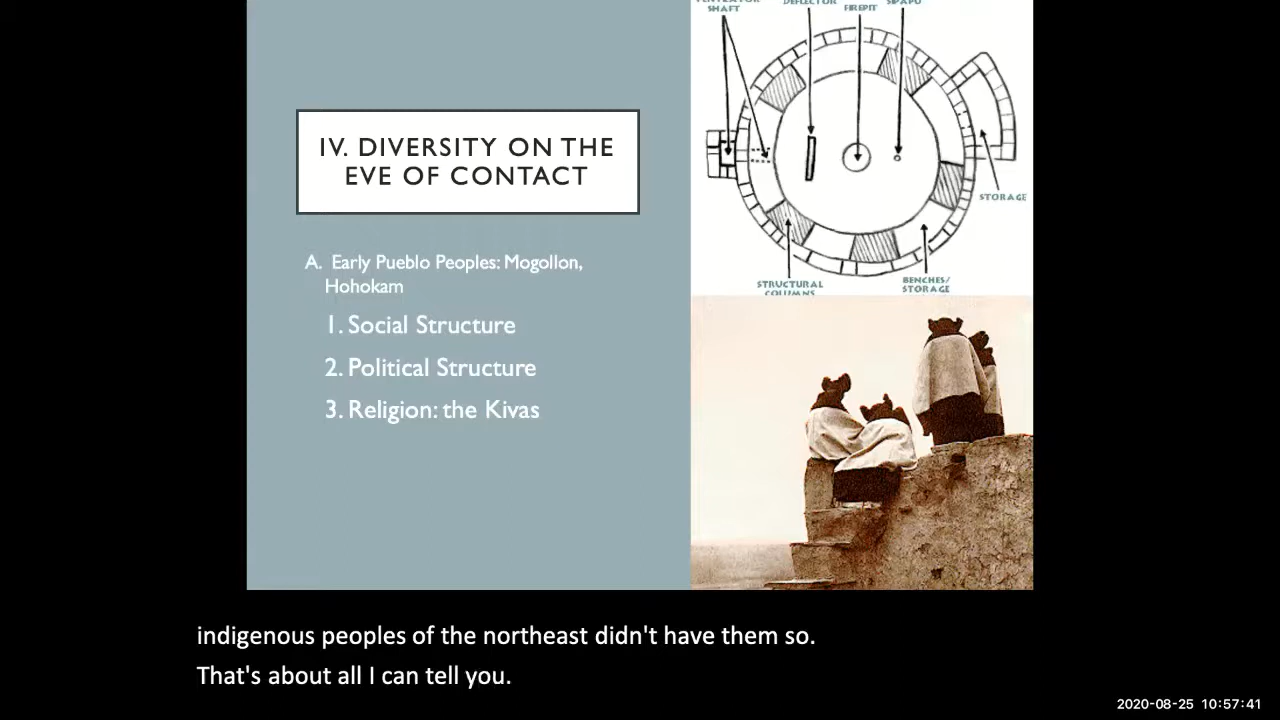 SHAFT
DEFLECTOR
FIREPIT
SIPAPU
IV. DIVERSITY ON THE
EVE OF CONTACT
STORAGE
A. Early Pueblo Peoples: Mogollon,
Hohokam
STRUCTURAL
COLUMNS
BENCHES/
STORAGE
1. Social Structure
2. Political Structure
3. Religion: the Kivas
indigenous peoples of the northeast didn't have them so.
That's about all I can tell you.
2020-08-25 10:57:41